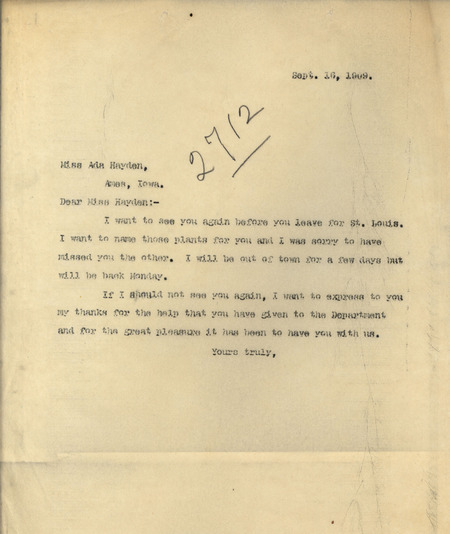 Sept. 16, 1909.
2712
Miss Ada Hayden,
Ames, Iowa.
Dear Miss Hayden:-
I want to see you again before you leave for St. Louis.
I want to name those plants for you and I was sorry to have
missed you the other. I will be out of town for a few days but
will be back Monday.
If I should not see you again, I want to express to you
my thanks for the help that you have given to the Department
and for the great pleasure it has been to have you with us.
Yours truly,